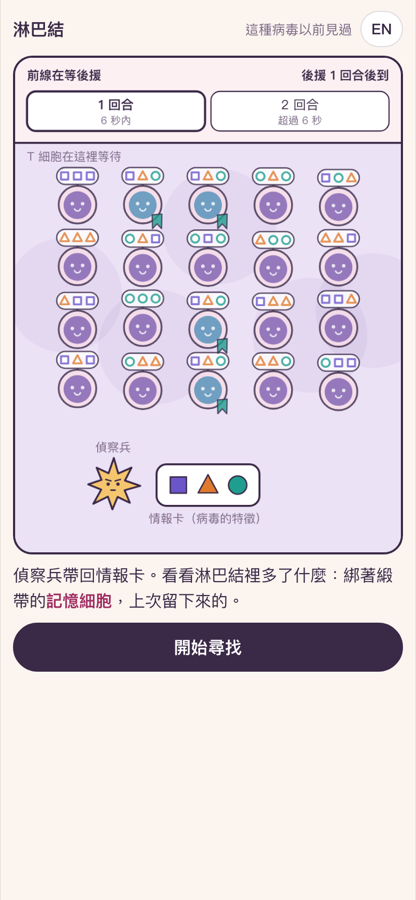 淋巴結
這種病毒以前見過
EN
前線在等後援
後援 1 回合後到
1 回合
6 秒內
2 回合
超過 6 秒
T 細胞在這裡等待
偵察兵
情報卡（病毒的特徵）
偵察兵帶回情報卡。看看淋巴結裡多了什麼：綁著緞
帶的記憶細胞，上次留下來的。
開始尋找